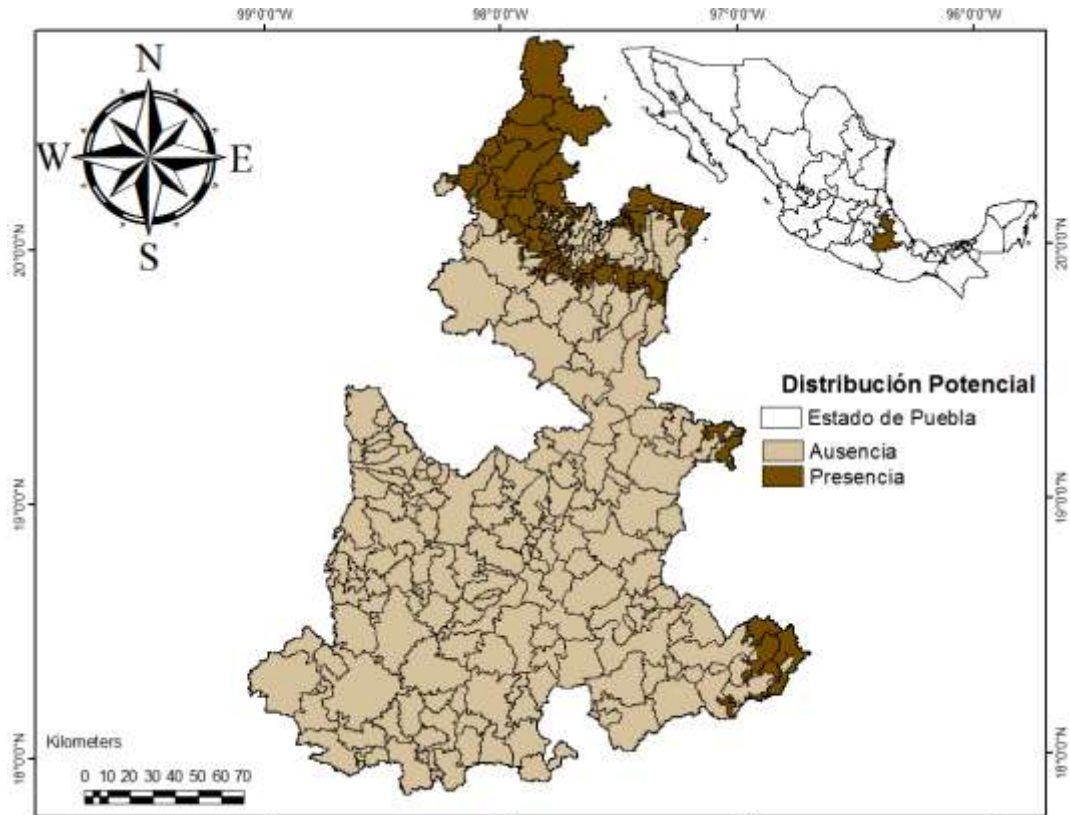 99°0'0"W 98°0'0"W 97°0'0"W 96°0'0"W
N
W E
S
20°0'0"N
20°0'0"N
Distribución Potencial
Estado de Puebla
Ausencia
Presencia
19°0'0"N
19°0'0"N
Kilometers
18°0'0"N
18°0'0"N
0 10 20 30 40 50 60 70